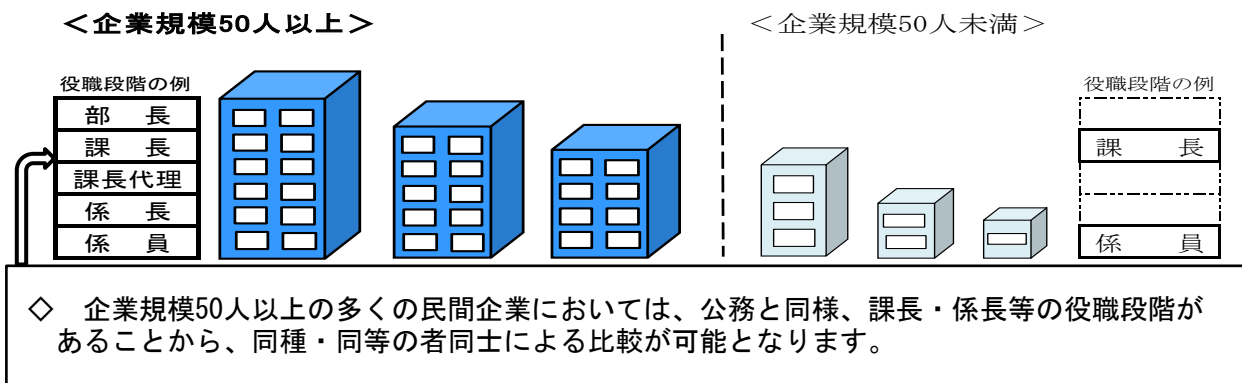 ＜企業規模50人以上＞
役職段階の例
部　長
課　長
課長代理
係　長
係　員
＜企業規模50人未満＞
役職段階の例
課　　長
係　　員
◇　企業規模50人以上の多くの民間企業においては、公務と同様、課長・係長等の役職段階が
あることから、同種・同等の者同士による比較が可能となります。